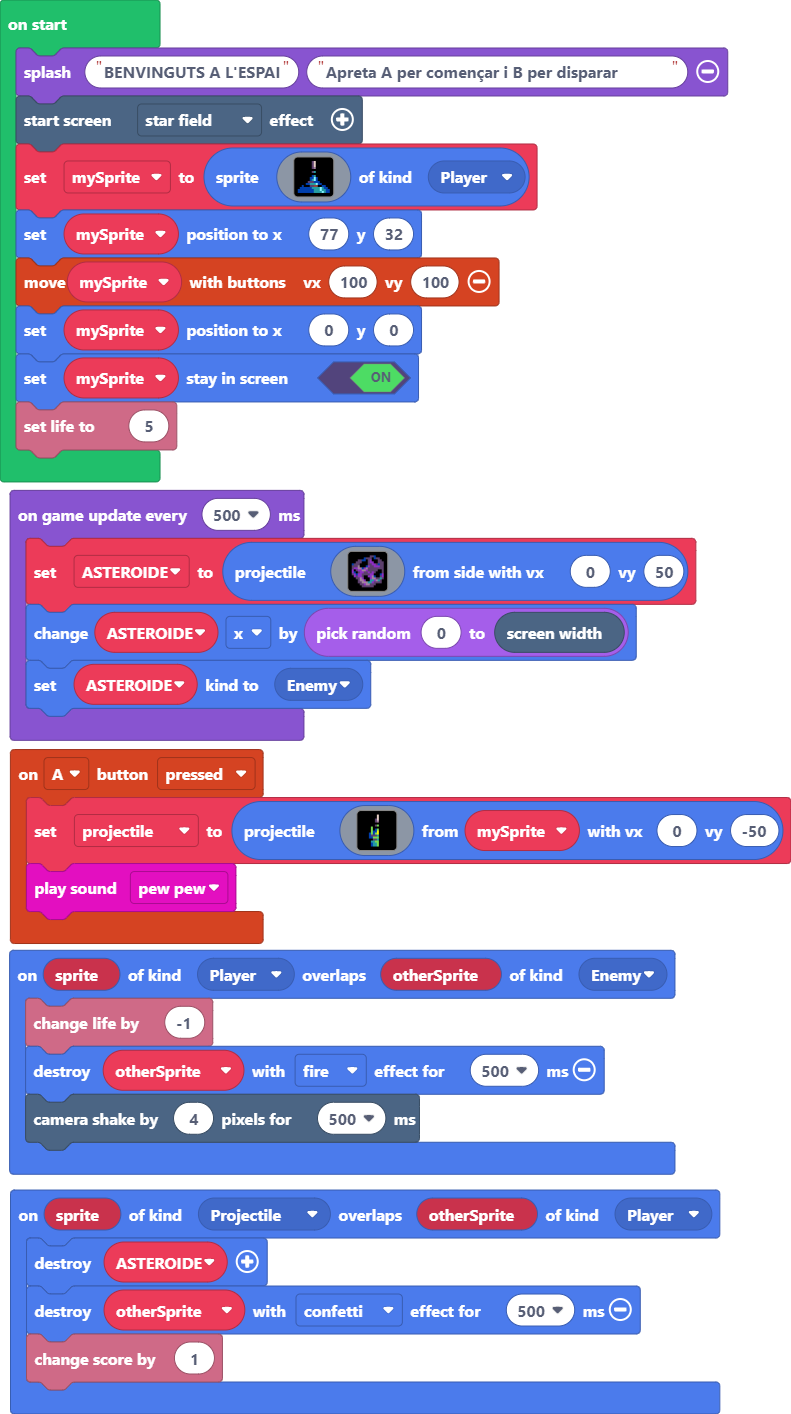 on start
splash "BENVINGUTS A L'ESPAI" "Apreta A per començar i B per disparar"
start screen star field effect
set mySprite to sprite of kind Player
set mySprite position to x 77 y 32
move mySprite with buttons vx 100 vy 100
set mySprite position to x 0 y 0
set mySprite stay in screen ON
set life to 5
on game update every 500 ms
set ASTEROIDE to projectile from side with vx 0 vy 50
change ASTEROIDE x by pick random 0 to screen width
set ASTEROIDE kind to Enemy
on A button pressed
set projectile to projectile from mySprite with vx 0 vy -50
play sound pew pew
on sprite of kind Player overlaps otherSprite of kind Enemy
change life by -1
destroy otherSprite with fire effect for 500 ms
camera shake by 4 pixels for 500 ms
on sprite of kind Projectile overlaps otherSprite of kind Player
destroy ASTEROIDE
destroy otherSprite with confetti effect for 500 ms
change score by 1